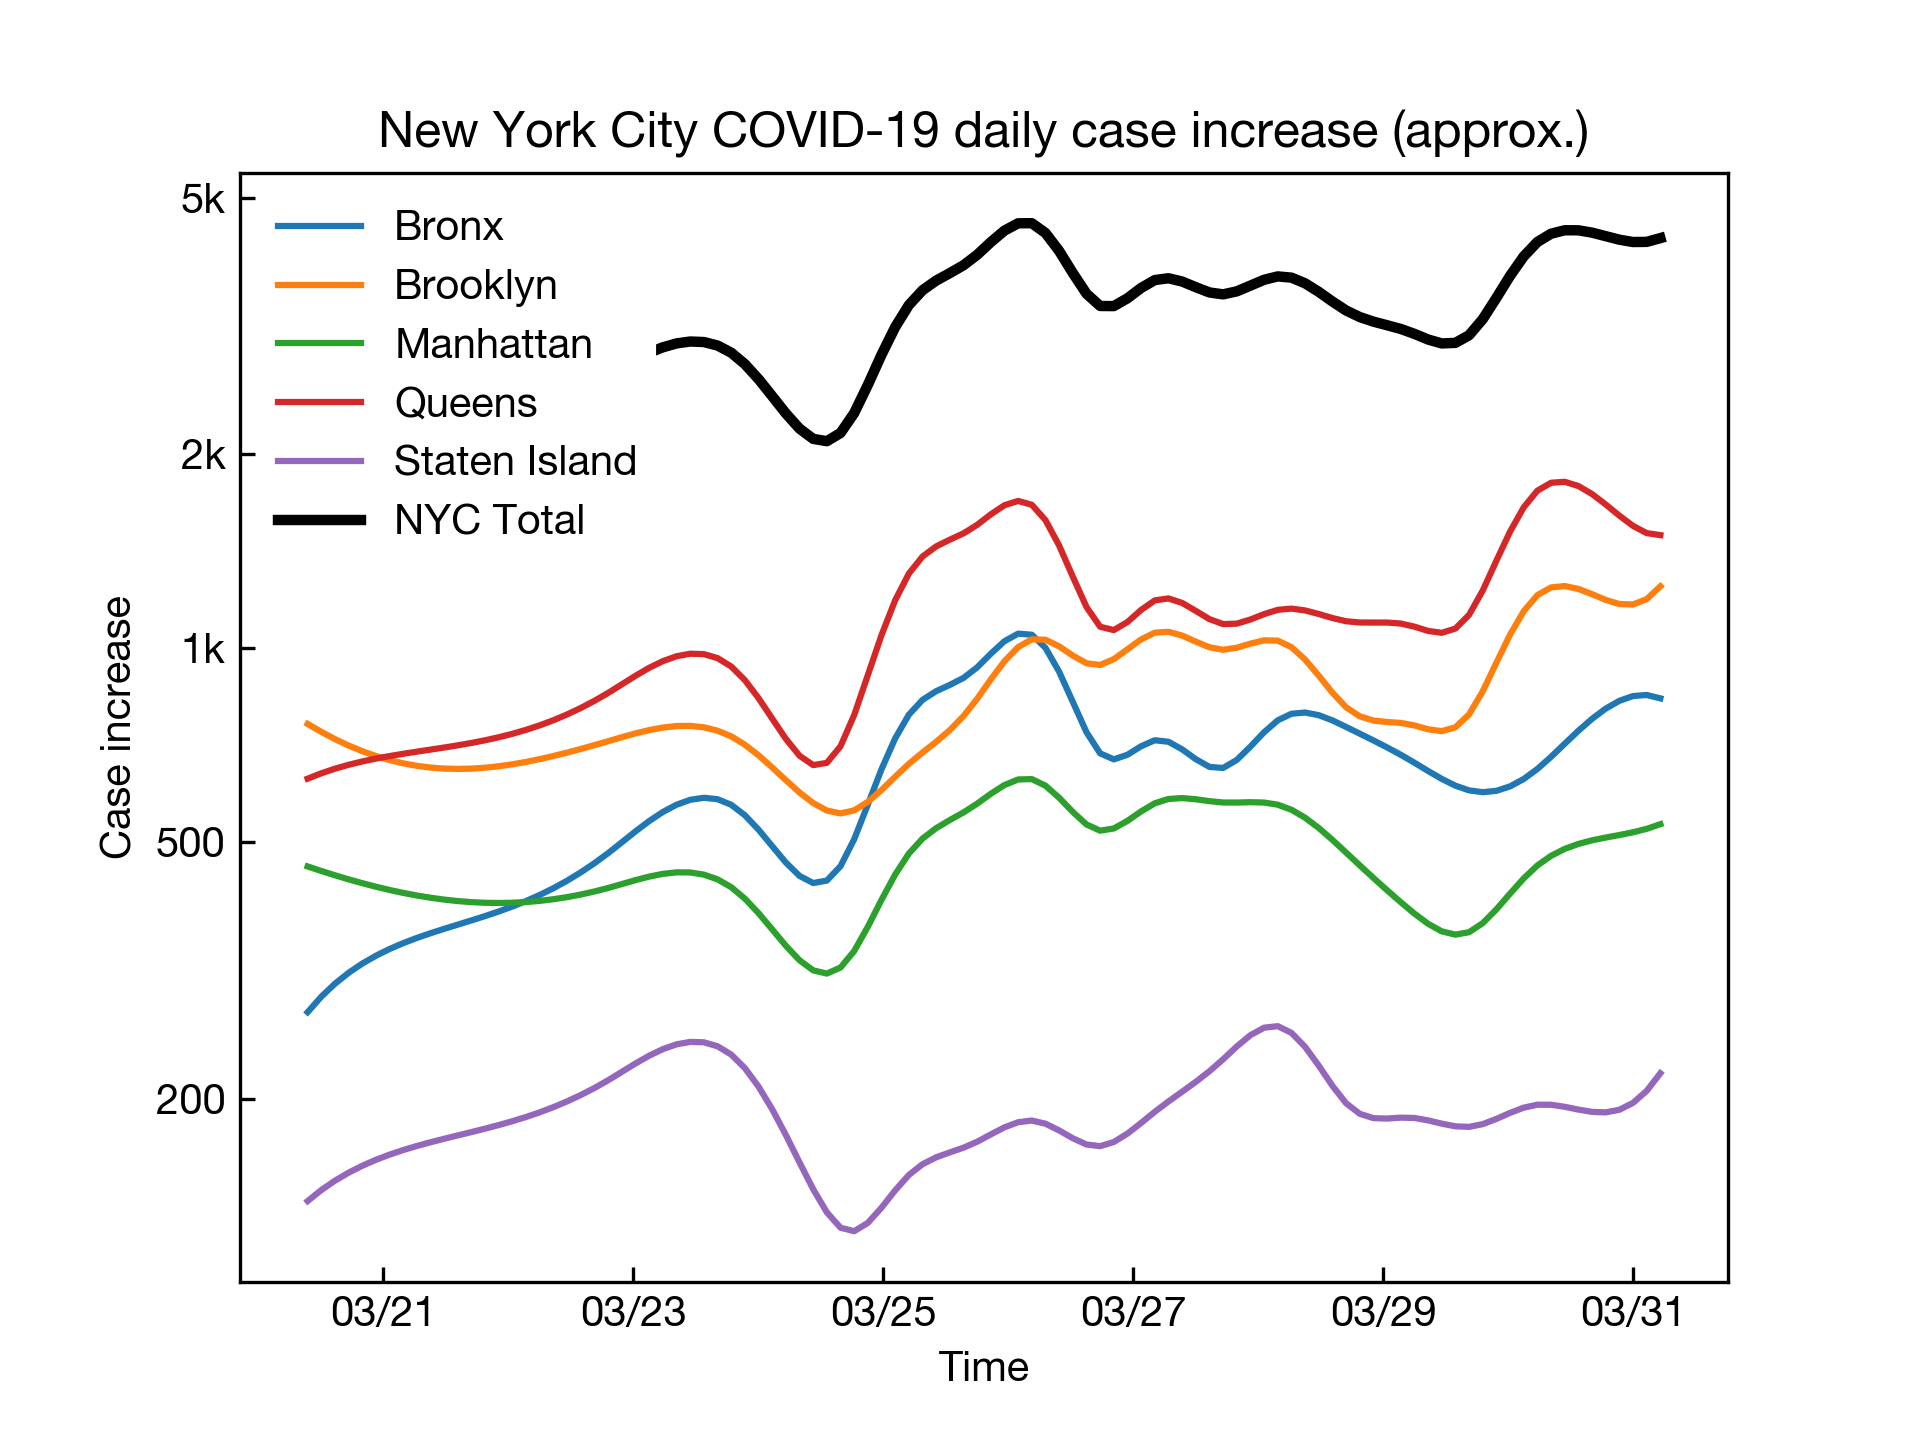 New York City COVID-19 daily case increase (approx.)
5k
2k
1k
500
200
Case increase
Bronx
Brooklyn
Manhattan
Queens
Staten Island
NYC Total
03/21 03/23 03/25 03/27 03/29 03/31
Time